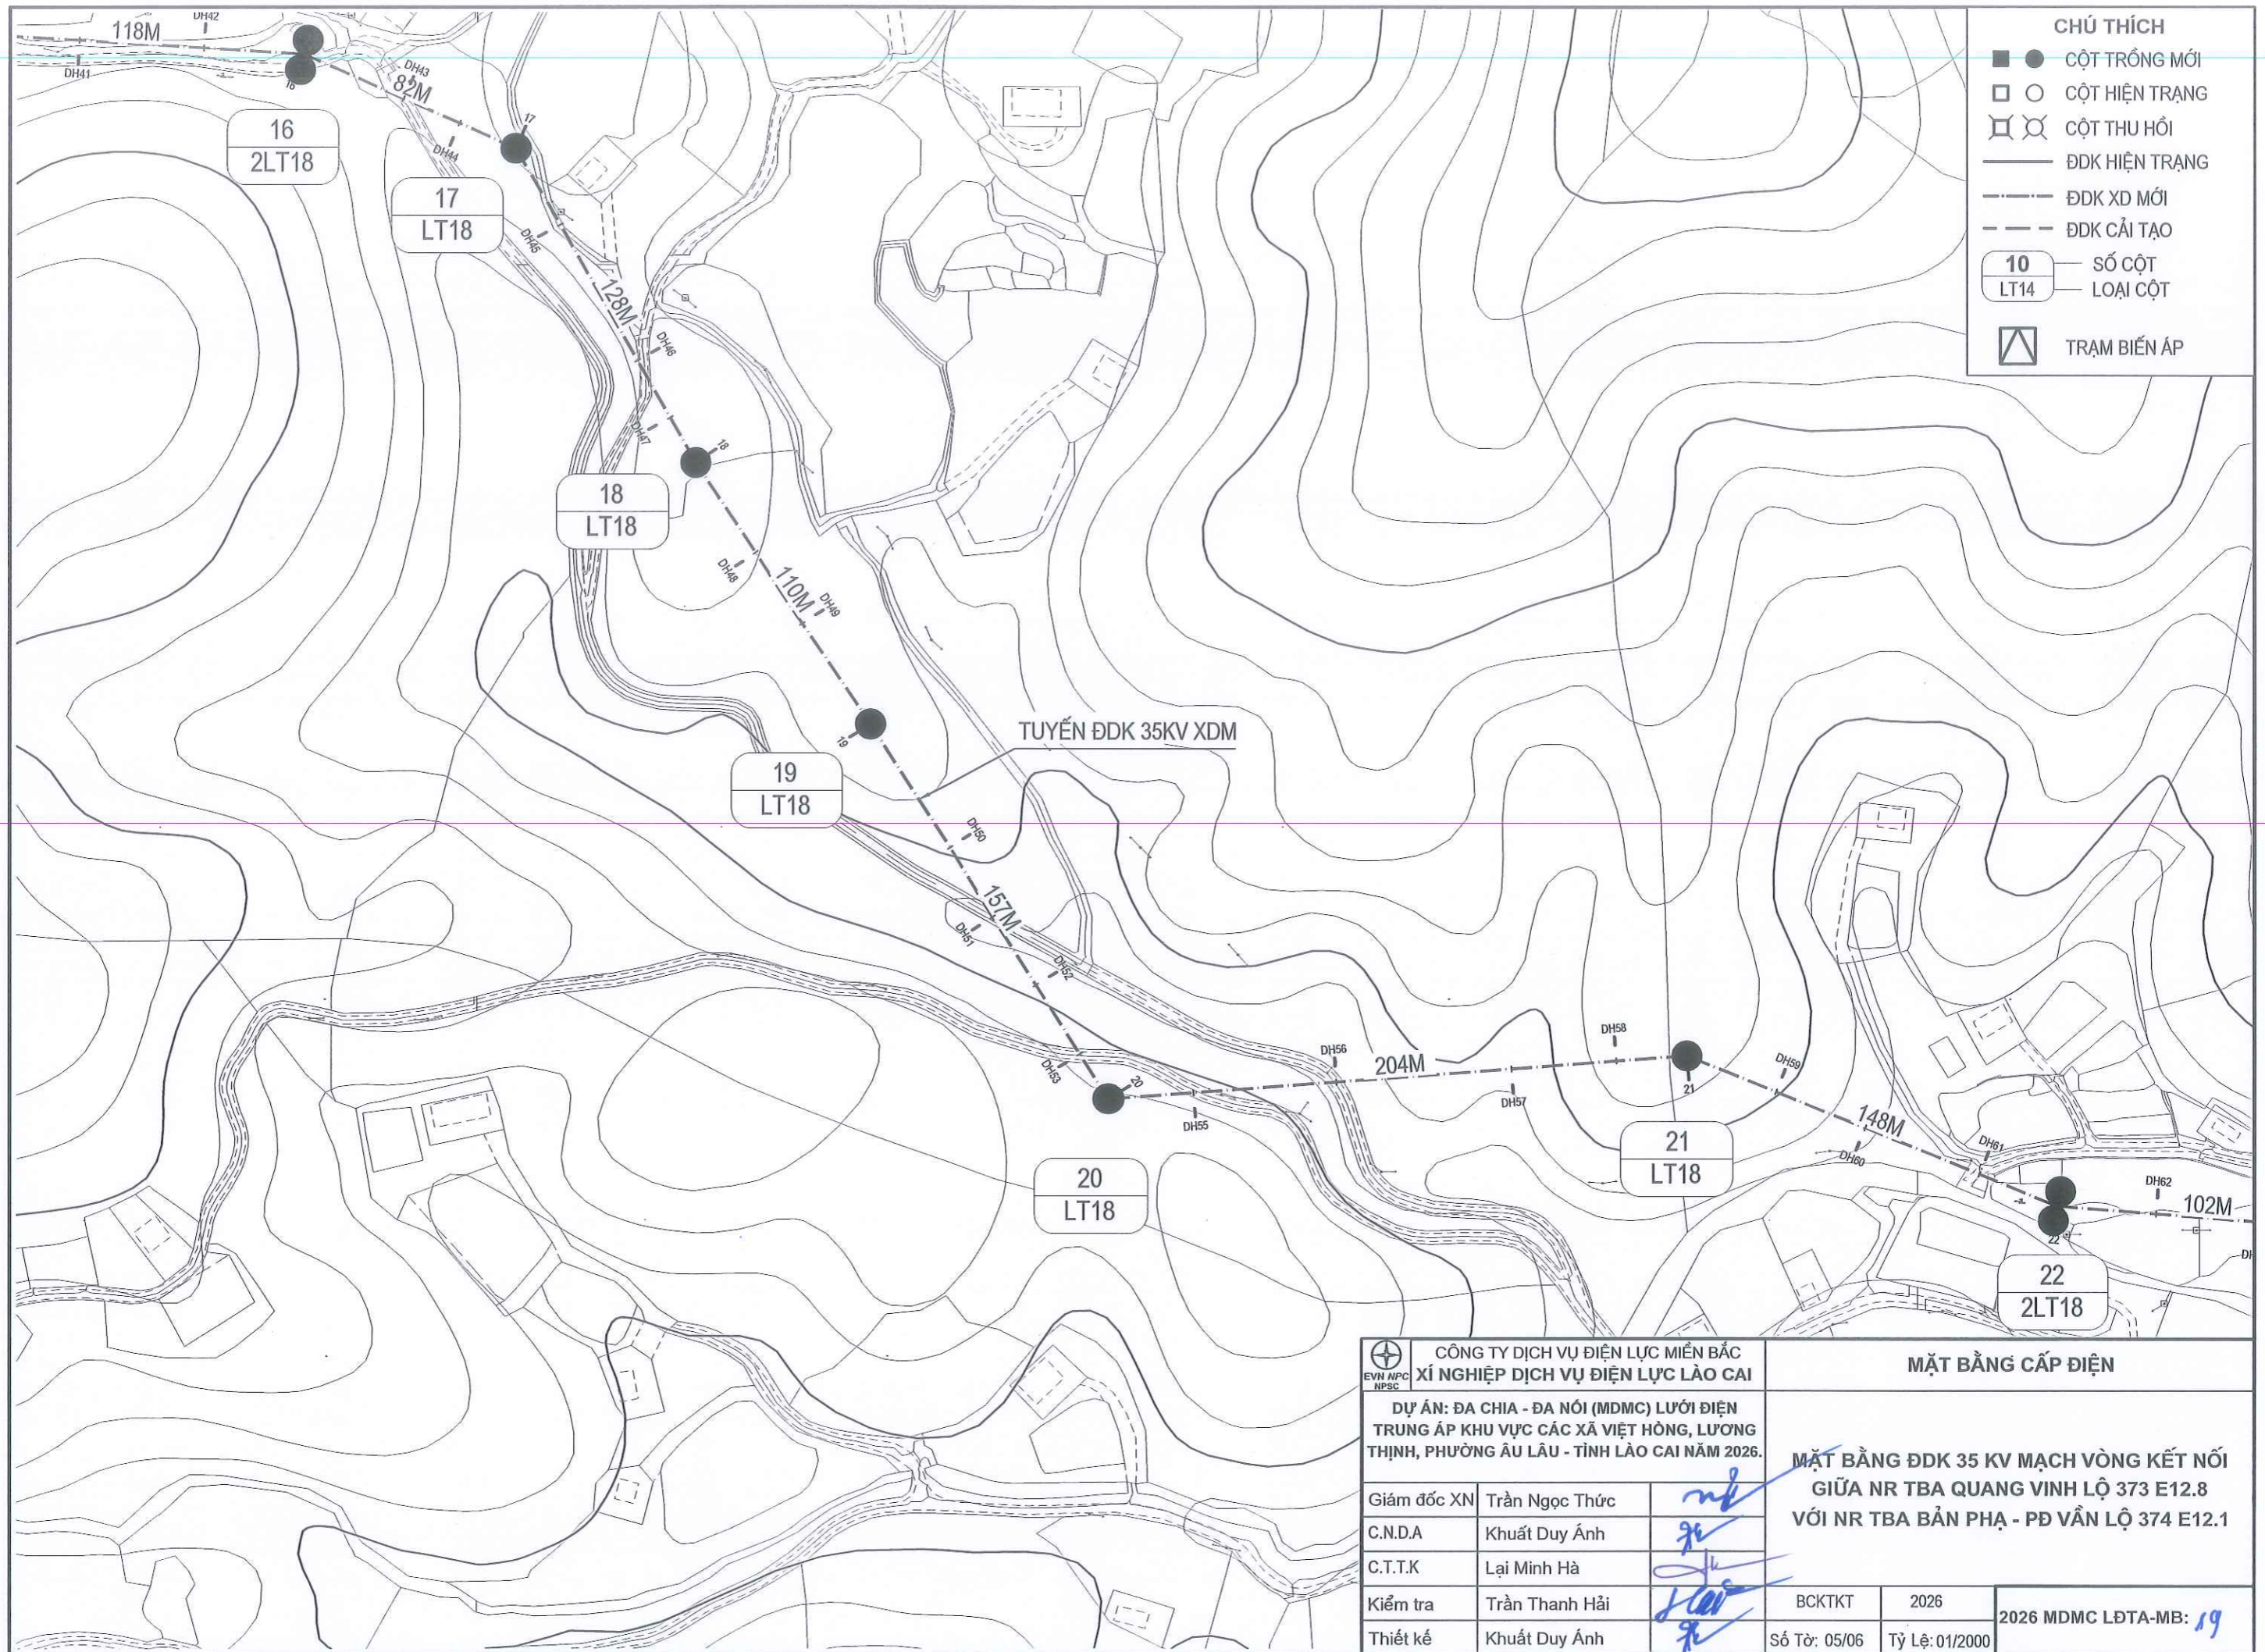 118M
DH42
DH41
16
DH43
82M
DH44
17
16
2LT18
17
LT18
DH45
128M
DH46
DH47
18
18
LT18
DH48
110M
DH49
19
19
LT18
TUYẾN ĐDK 35KV XDM
DH50
157M
DH51
DH52
DH53
20
DH55
20
LT18
DH56
204M
DH57
DH58
21
21
LT18
DH59
148M
DH60
DH61
DH62
102M
22
DH
22
2LT18
CHÚ THÍCH
CỘT TRỒNG MỚI
CỘT HIỆN TRẠNG
CỘT THU HỒI
ĐDK HIỆN TRẠNG
ĐDK XD MỚI
ĐDK CẢI TẠO
10 SỐ CỘT
LT14 LOẠI CỘT
TRẠM BIẾN ÁP
EVN NPC
NPSC
CÔNG TY DỊCH VỤ ĐIỆN LỰC MIỀN BẮC
XÍ NGHIỆP DỊCH VỤ ĐIỆN LỰC LÀO CAI
DỰ ÁN: ĐA CHIA - ĐA NỐI (MDMC) LƯỚI ĐIỆN
TRUNG ÁP KHU VỰC CÁC XÃ VIỆT HỒNG, LƯƠNG
THỊNH, PHƯỜNG ÂU LÂU - TỈNH LÀO CAI NĂM 2026.
Giám đốc XN Trần Ngọc Thức
C.N.D.A Khuất Duy Ánh
C.T.T.K Lại Minh Hà
Kiểm tra Trần Thanh Hải
Thiết kế Khuất Duy Ánh
MẶT BẰNG CẤP ĐIỆN
MẶT BẰNG ĐDK 35 KV MẠCH VÒNG KẾT NỐI
GIỮA NR TBA QUANG VINH LỘ 373 E12.8
VỚI NR TBA BẢN PHẠ - PĐ VẦN LỘ 374 E12.1
BCKTKT 2026
Số Tờ: 05/06 Tỷ Lệ: 01/2000
2026 MDMC LĐTA-MB: 19